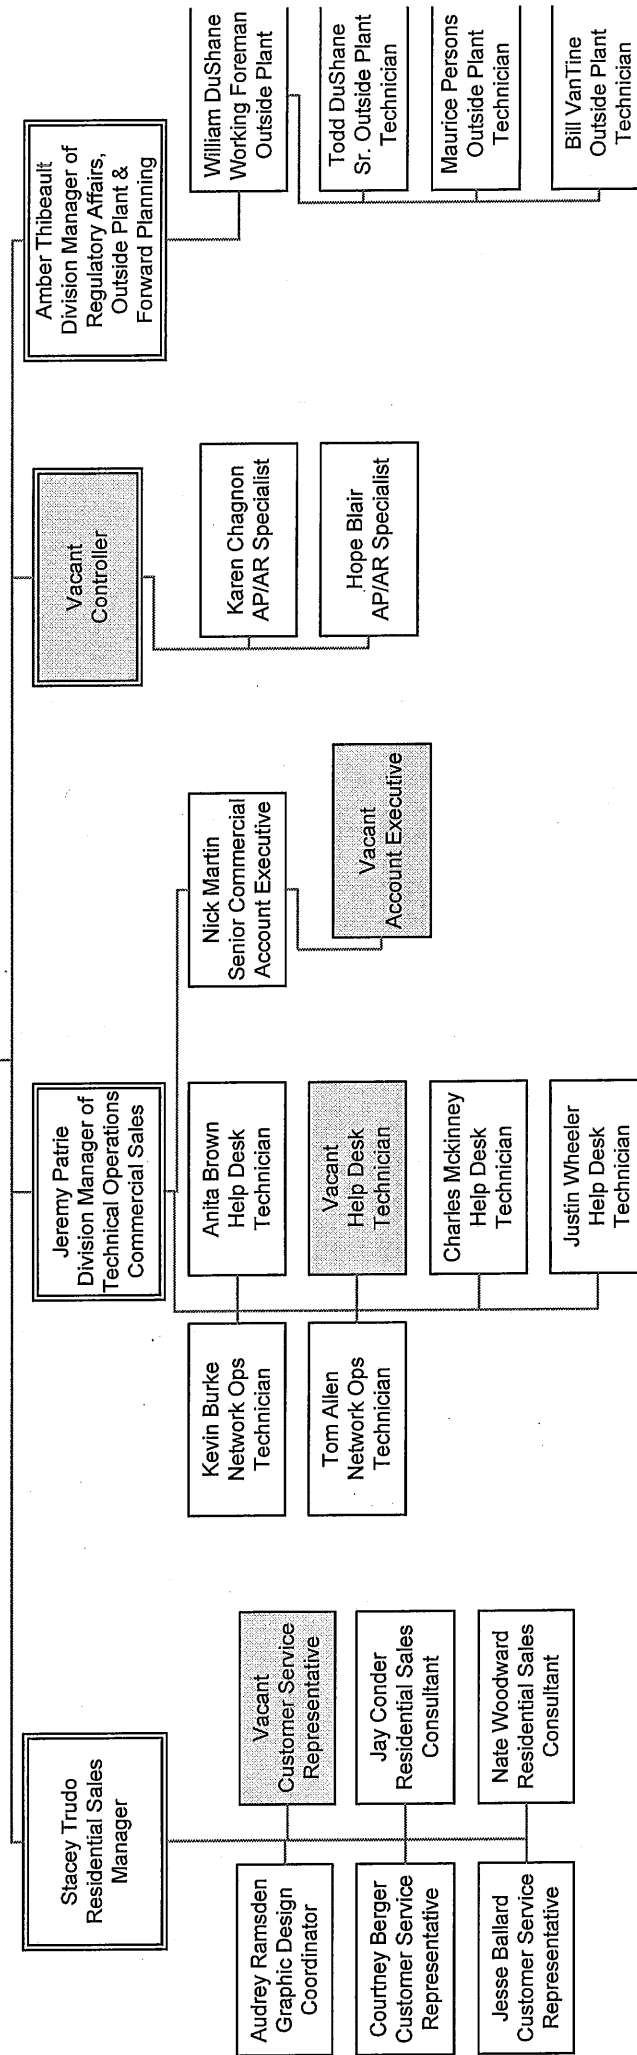 Stacey Trudo
Residential Sales
Manager
Audrey Ramsden
Graphic Design
Coordinator
Vacant
Customer Service
Representative
Courtney Berger
Customer Service
Representative
Jay Conder
Residential Sales
Consultant
Jesse Ballard
Customer Service
Representative
Nate Woodward
Residential Sales
Consultant
Jeremy Patrie
Division Manager of
Technical Operations
Commercial Sales
Kevin Burke
Network Ops
Technician
Anita Brown
Help Desk
Technician
Tom Allen
Network Ops
Technician
Vacant
Help Desk
Technician
Charles Mckinney
Help Desk
Technician
Justin Wheeler
Help Desk
Technician
Nick Martin
Senior Commercial
Account Executive
Vacant
Account Executive
Vacant
Controller
Karen Chagnon
AP/AR Specialist
Hope Blair
AP/AR Specialist
Amber Thibeault
Division Manager of
Regulatory Affairs,
Outside Plant &
Forward Planning
William DuShane
Working Foreman
Outside Plant
Todd DuShane
Sr. Outside Plant
Technician
Maurice Persons
Outside Plant
Technician
Bill VanTine
Outside Plant
Technician